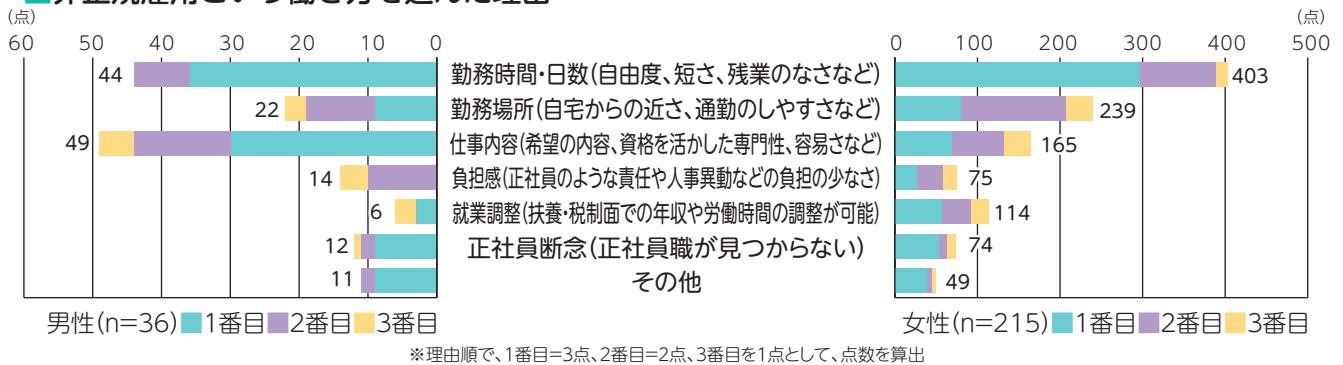 ■非正規雇用という働き方を選んだ理由
(点)
60 50 40 30 20 10 0
(点)
0 100 200 300 400 500
44 勤務時間・日数(自由度、短さ、残業のなさなど) 403
22 勤務場所(自宅からの近さ、通勤のしやすさなど) 239
49 仕事内容(希望の内容、資格を活かした専門性、容易さなど) 165
14 負担感(正社員のような責任や人事異動などの負担の少なさ) 75
6 就業調整(扶養・税制面での年収や労働時間の調整が可能) 114
12 正社員断念(正社員職が見つからない) 74
11 その他 49
男性(n=36)■1番目■2番目■3番目
女性(n=215)■1番目■2番目■3番目
※理由順で、1番目=3点、2番目=2点、3番目を1点として、点数を算出